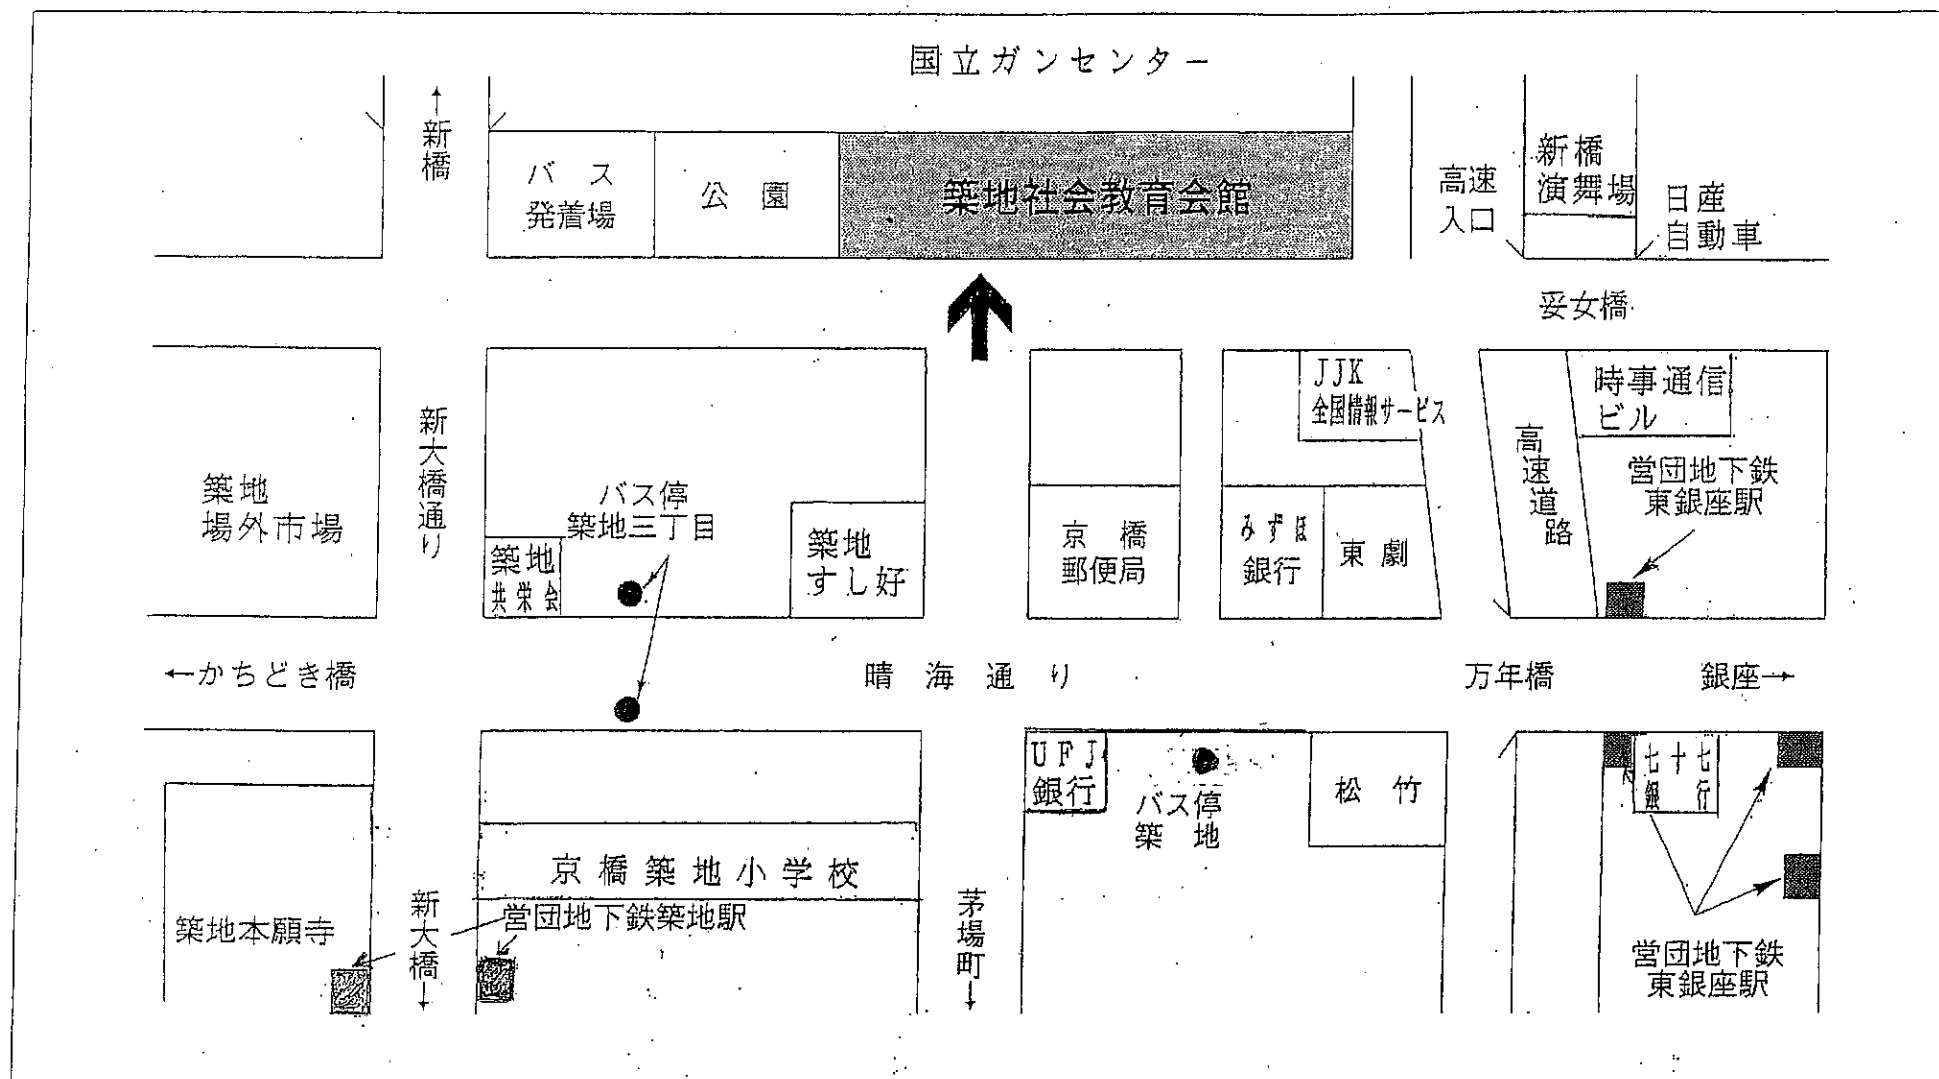 国立ガンセンター
↑新橋
バス
発着場
公園
築地社会教育会館
高速
入口
新橋
演舞場
日産
自動車
妥女橋
築地
場外市場
新大橋通り
バス停
築地三丁目
築地
共栄会
築地
すし好
京橋
郵便局
JJK
全国情報サービス
みずほ
銀行
東劇
高速道路
時事通信
ビル
営団地下鉄
東銀座駅
←かちどき橋
晴海通り
万年橋
銀座→
UFJ
銀行
バス停
築地
松竹
七十七
銀行
京橋築地小学校
築地本願寺
新大橋↓
営団地下鉄築地駅
茅場町↓
営団地下鉄
東銀座駅